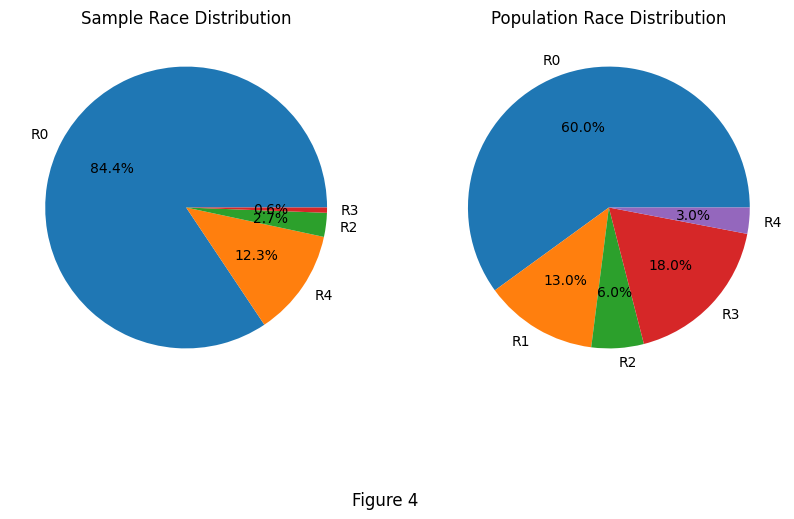 Sample Race Distribution
R0
84.4%
0.6%
R3
2.7%
R2
12.3%
R4
Population Race Distribution
R0
60.0%
3.0%
R4
18.0%
13.0%
6.0%
R3
R1
R2
Figure 4